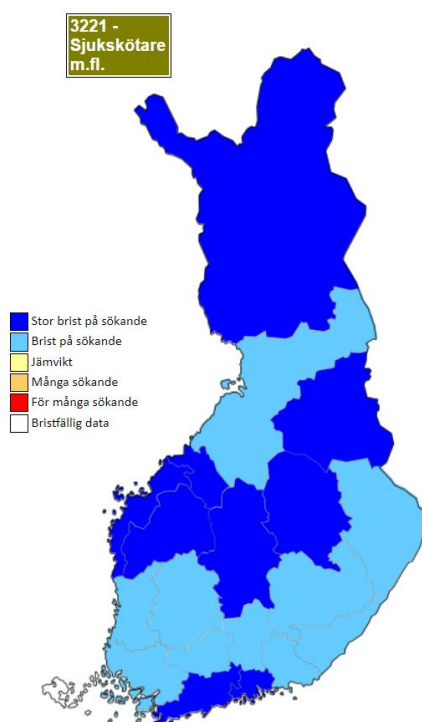 3221 -
Sjukskötare
m.fl.
Stor brist på sökande
Brist på sökande
Jämvikt
Många sökande
För många sökande
Bristfällig data